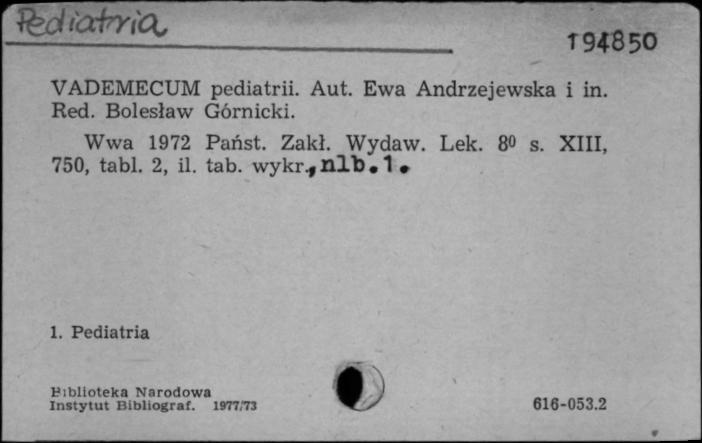 Pediatria
194850
VADEMECUM pediatrii. Aut. Ewa Andrzejewska i in.
Red. Bolesław Górnicki.
Wwa 1972 Państ. Zakł. Wydaw. Lek. 8⁰ s. XIII,
750, tabl. 2, il. tab. wykr., nlb. 1.
1. Pediatria
Biblioteka Narodowa
Instytut Bibliograf. 1977/73
616-053.2